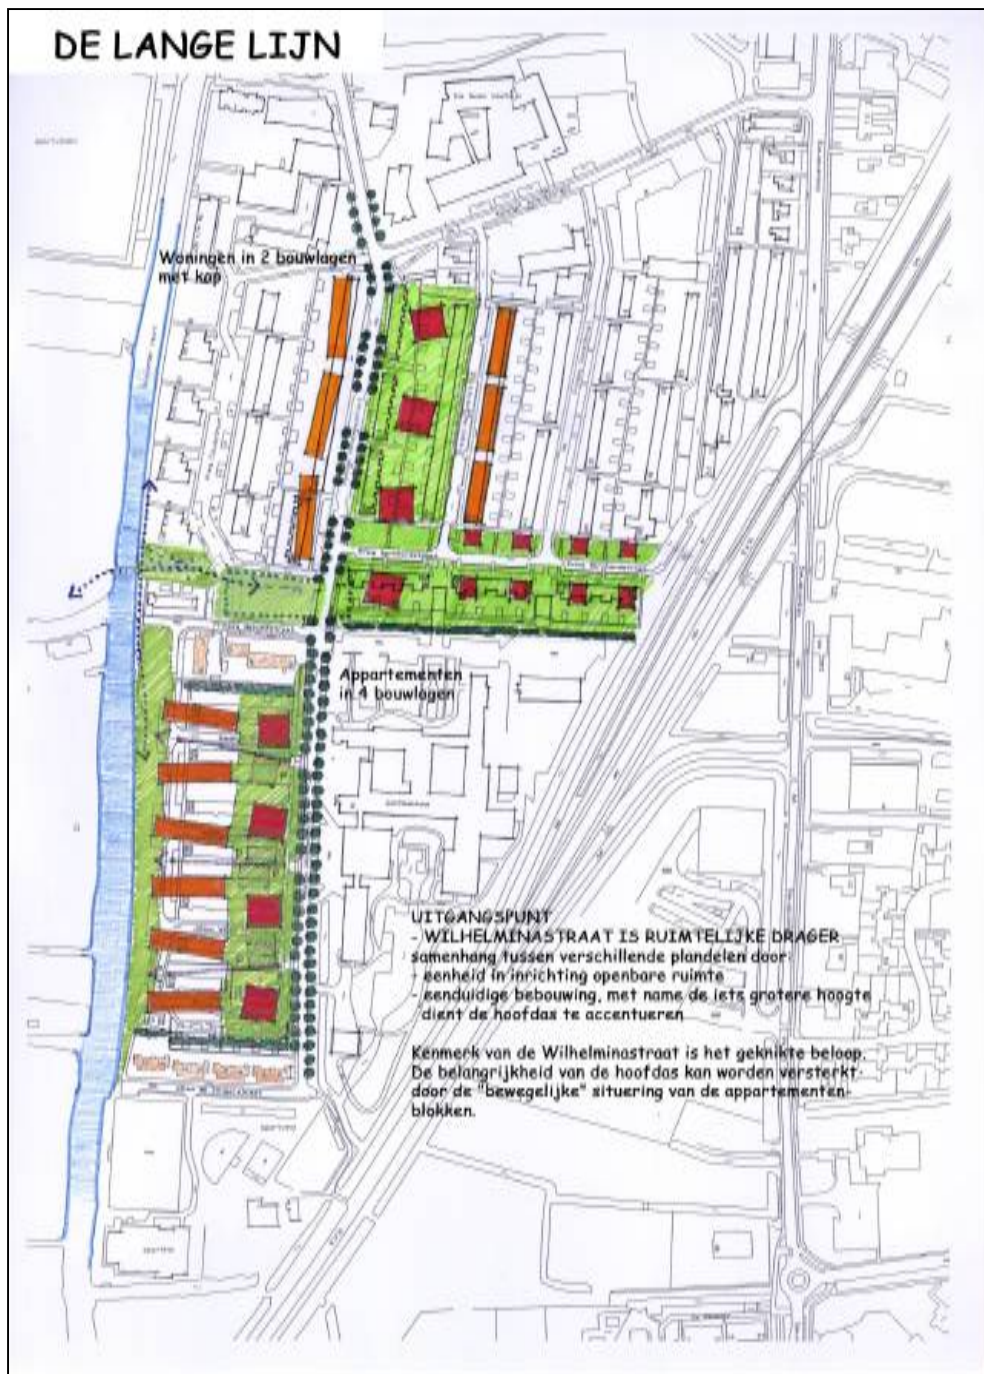 DE LANGE LIJN
Woningen in 2 bouwlagen
met kap
Appartementen
in 4 bouwlagen
UITGANGSPUNT
- WILHELMINASTRAAT IS RUIMTELIJKE DRAGER
samenhang tussen verschillende plandelen door:
- eenheid in inrichting openbare ruimte
- eenduidige bebouwing, met name de iets grotere hoogte
dient de hoofdas te accentueren
Kenmerk van de Wilhelminastraat is het geknikte beloop.
De belangrijkheid van de hoofdas kan worden versterkt
door de "bewegelijke" situering van de appartementen-
blokken.